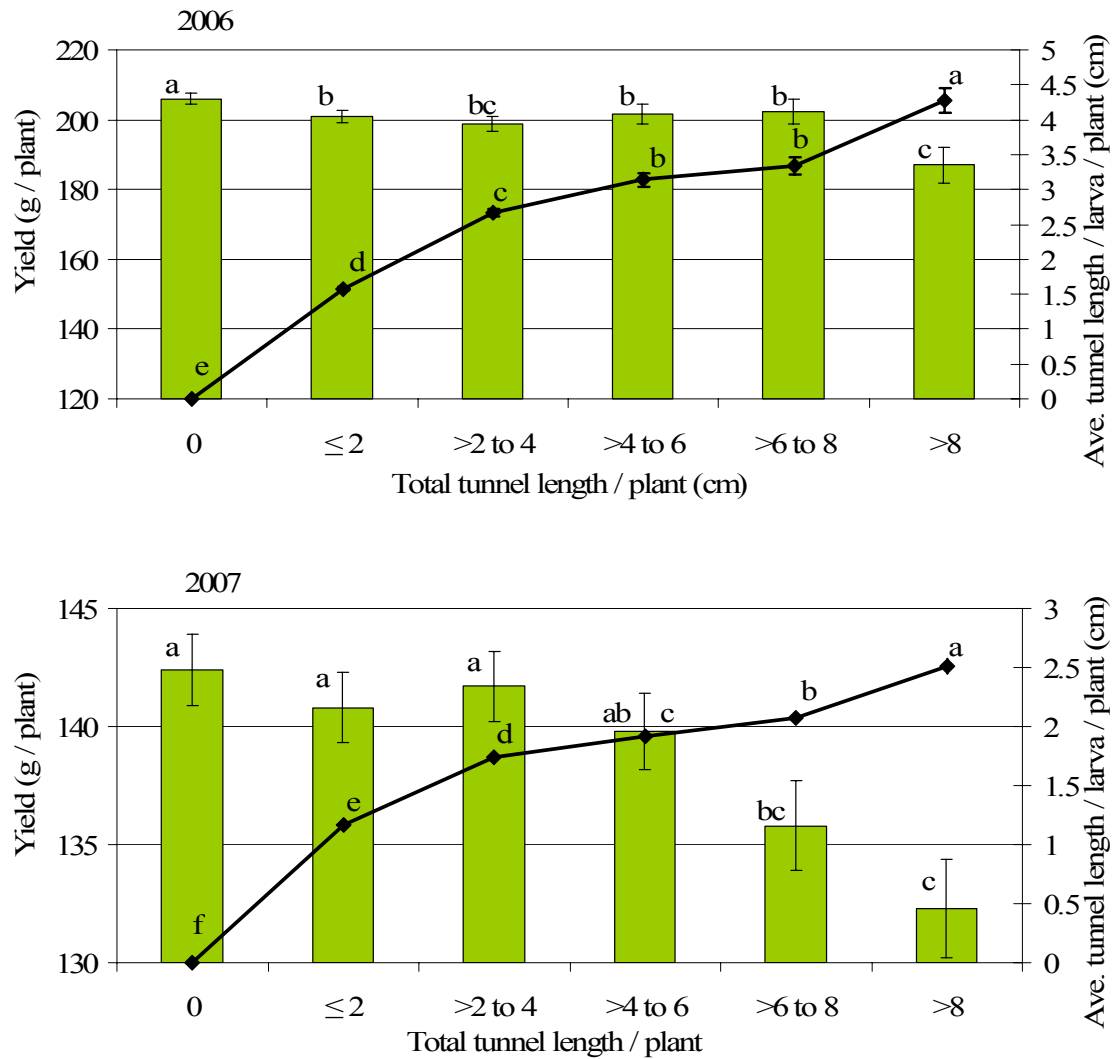 2006
Yield (g / plant)
220
200
180
160
140
120
a
b
bc
b
b
c
e
d
c
b
b
a
5
4.5
4
3.5
3
2.5
2
1.5
1
0.5
0
Ave. tunnel length / larva / plant (cm)
0 ≤ 2 >2 to 4 >4 to 6 >6 to 8 >8
Total tunnel length / plant (cm)
2007
Yield (g / plant)
145
140
135
130
a
a
a
ab
bc
c
f
e
d
c
b
a
3
2.5
2
1.5
1
0.5
0
Ave. tunnel length / larva / plant (cm)
0 ≤ 2 >2 to 4 >4 to 6 >6 to 8 >8
Total tunnel length / plant